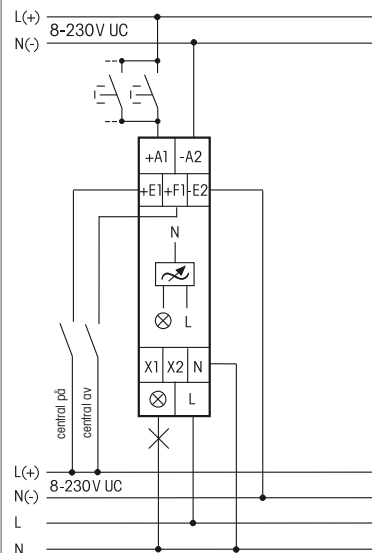 L(+)
8-230V UC
N(-)
+A1 -A2
+E1 +F1 -E2
N
L
X1 X2 N
L
central på
central av
L(+)
8-230V UC
N(-)
L
N